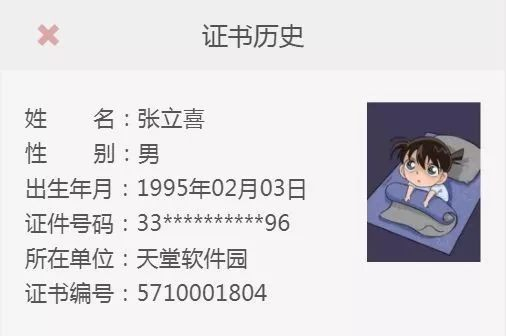 证书历史
姓　　名：张立喜
性　　别：男
出生年月：1995年02月03日
证件号码：33**********96
所在单位：天堂软件园
证书编号：5710001804